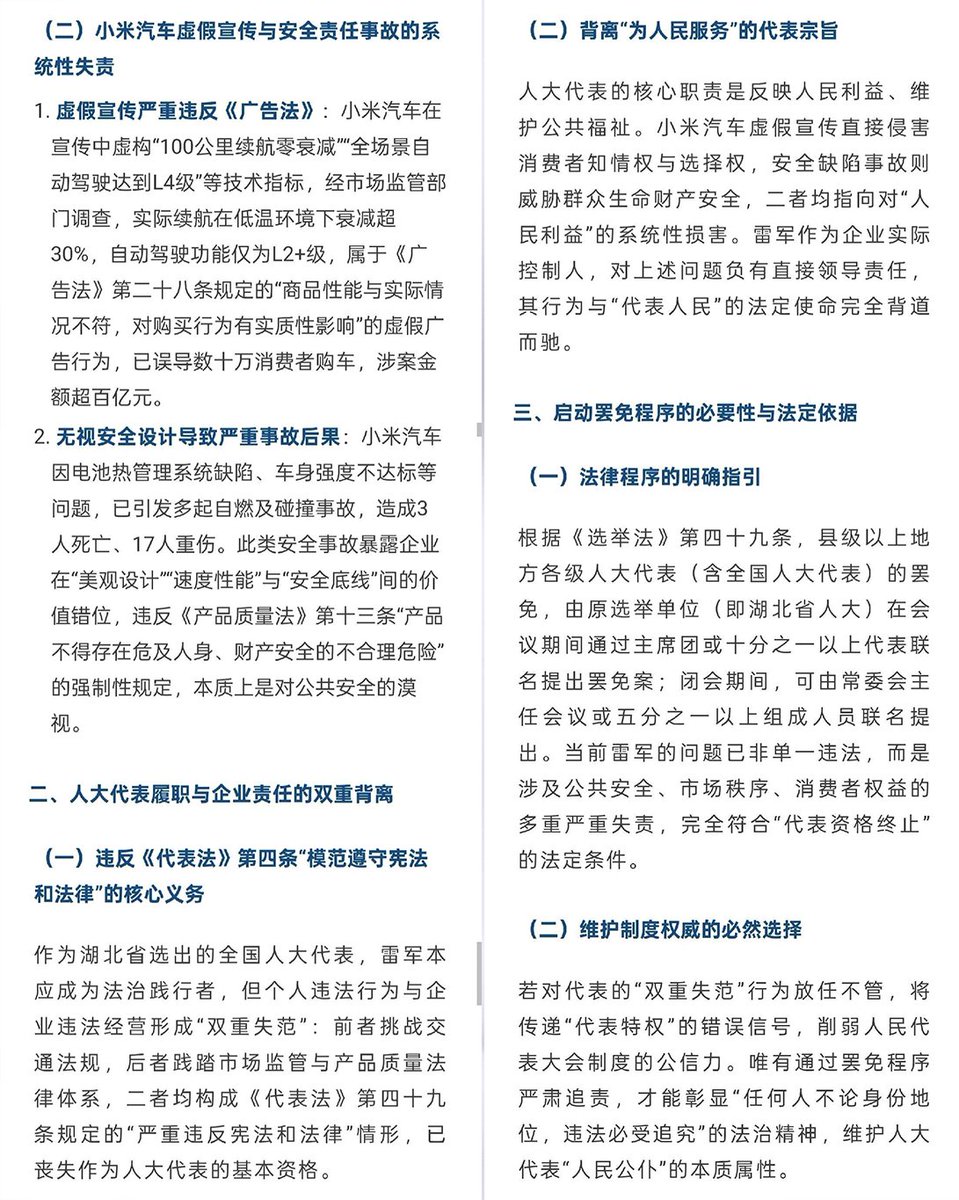 （二）小米汽车虚假宣传与安全责任事故的系
统性失责
1. 虚假宣传严重违反《广告法》：小米汽车在
宣传中虚构“100公里续航零衰减”“全场景自
动驾驶达到L4级”等技术指标，经市场监管部
门调查，实际续航在低温环境下衰减超
30%，自动驾驶功能仅为L2+级，属于《广
告法》第二十八条规定的“商品性能与实际情
况不符，对购买行为有实质性影响”的虚假广
告行为，已误导数十万消费者购车，涉案金
额超百亿元。
2. 无视安全设计导致严重事故后果：小米汽车
因电池热管理系统缺陷、车身强度不达标等
问题，已引发多起自燃及碰撞事故，造成3
人死亡、17人重伤。此类安全事故暴露企业
在“美观设计”“速度性能”与“安全底线”间的价
值错位，违反《产品质量法》第十三条“产品
不得存在危及人身、财产安全的不合理危险”
的强制性规定，本质上是对公共安全的漠
视。
二、人大代表履职与企业责任的双重背离
（一）违反《代表法》第四条“模范遵守宪法
和法律”的核心义务
作为湖北省选出的全国人大代表，雷军本
应成为法治践行者，但个人违法行为与企
业违法经营形成“双重失范”：前者挑战交
通法规，后者践踏市场监管与产品质量法
律体系，二者均构成《代表法》第四十九
条规定的“严重违反宪法和法律”情形，已
丧失作为人大代表的基本资格。
（二）背离“为人民服务”的代表宗旨
人大代表的核心职责是反映人民利益、维
护公共福祉。小米汽车虚假宣传直接侵害
消费者知情权与选择权，安全缺陷事故则
威胁群众生命财产安全，二者均指向对“人
民利益”的系统性损害。雷军作为企业实际
控制人，对上述问题负有直接领导责任，
其行为与“代表人民”的法定使命完全背道
而驰。
三、启动罢免程序的必要性与法定依据
（一）法律程序的明确指引
根据《选举法》第四十九条，县级以上地
方各级人大代表（含全国人大代表）的罢
免，由原选举单位（即湖北省人大）在会
议期间通过主席团或十分之一以上代表联
名提出罢免案；闭会期间，可由常委会主
任会议或五分之一以上组成人员联名提
出。当前雷军的问题已非单一违法，而是
涉及公共安全、市场秩序、消费者权益的
多重严重失责，完全符合“代表资格终止”
的法定条件。
（二）维护制度权威的必然选择
若对代表的“双重失范”行为放任不管，将
传递“代表特权”的错误信号，削弱人民代
表大会制度的公信力。唯有通过罢免程序
严肃追责，才能彰显“任何人不论身份地
位，违法必受追究”的法治精神，维护人大
代表“人民公仆”的本质属性。